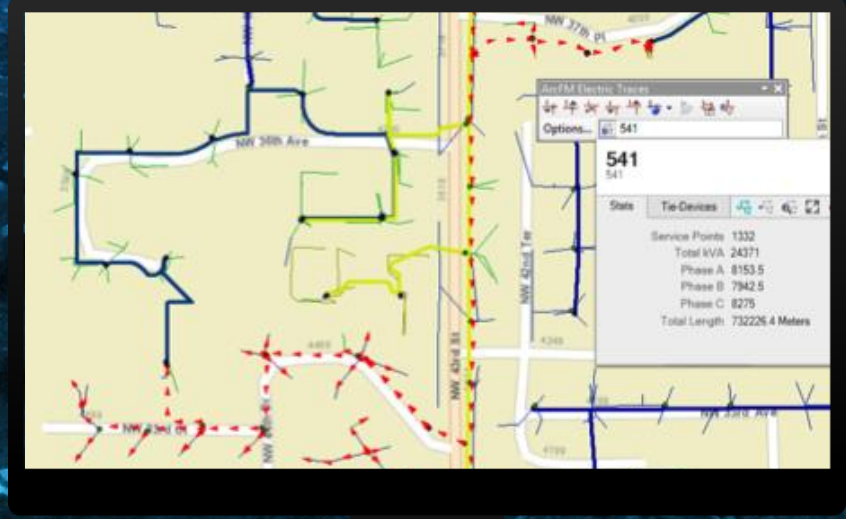 NW 37th Pl
ArcFM Electric Traces
Options...
541
541
541
Stats
Tie-Devices
Service Points 1332
Total kVA 24371
Phase A 8153.5
Phase B 7942.5
Phase C 8275
Total Length 732226.4 Meters
NW 36th Ave
NW 42nd Ter
NW 43rd St
NW 33rd Ave